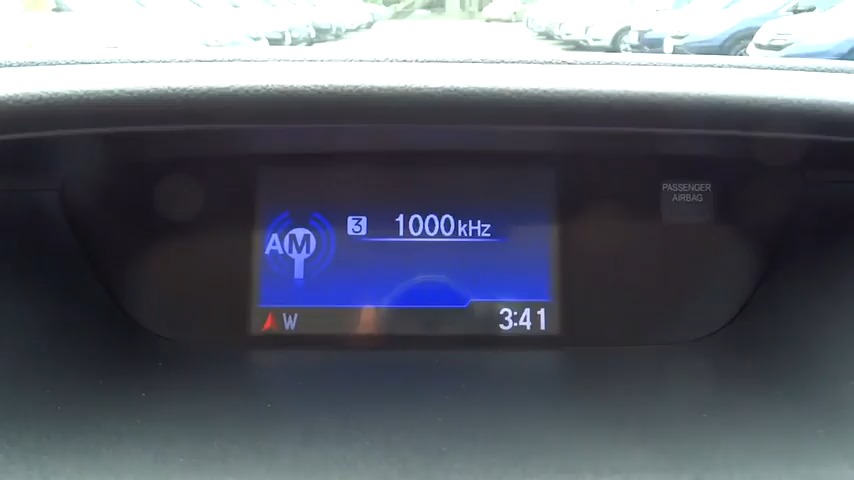 PASSENGER
AIRBAG
3 1000kHz
AM
W 3:41